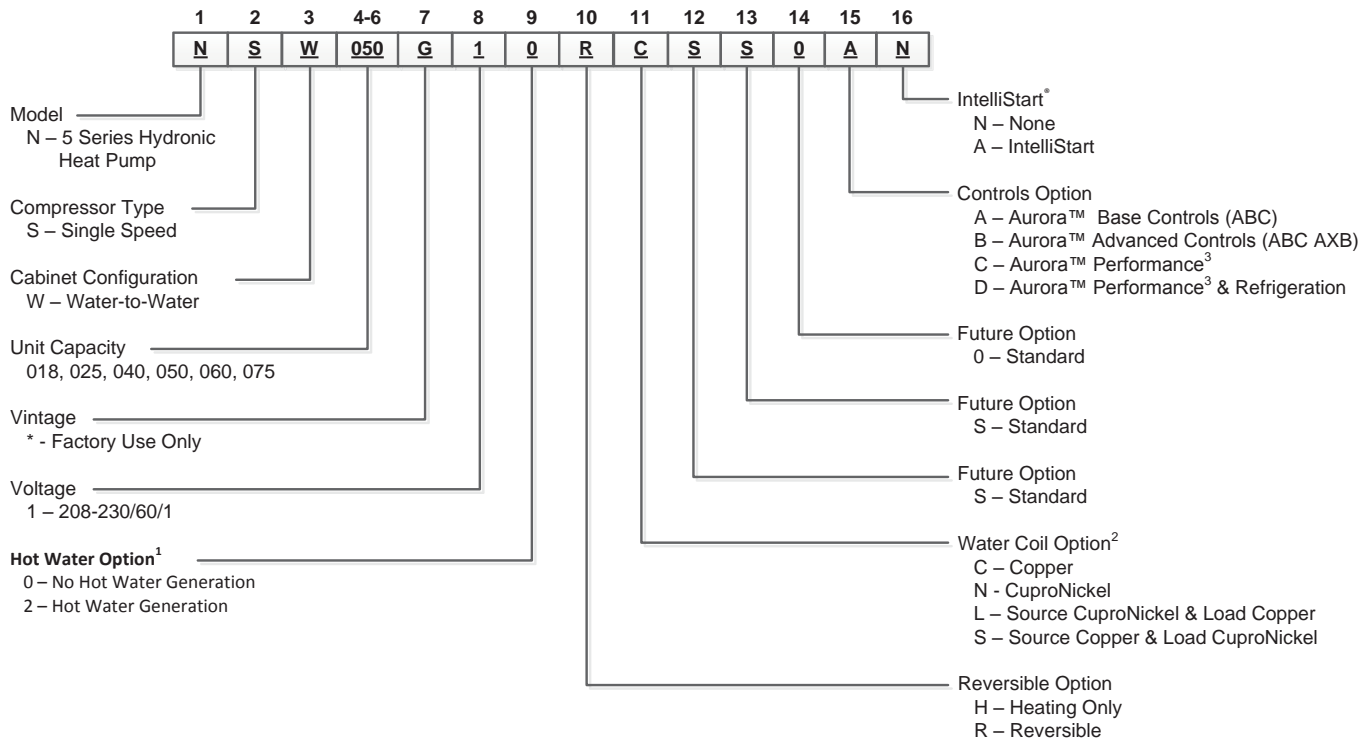 1 2 3 4-6 7 8 9 10 11 12 13 14 15 16
N S W 050 G 1 0 R C S S 0 A N
Model
N – 5 Series Hydronic
Heat Pump
Compressor Type
S – Single Speed
Cabinet Configuration
W – Water-to-Water
Unit Capacity
018, 025, 040, 050, 060, 075
Vintage
* - Factory Use Only
Voltage
1 – 208-230/60/1
Hot Water Option¹
0 – No Hot Water Generation
2 – Hot Water Generation
IntelliStart®
N – None
A – IntelliStart
Controls Option
A – Aurora™ Base Controls (ABC)
B – Aurora™ Advanced Controls (ABC AXB)
C – Aurora™ Performance³
D – Aurora™ Performance³ & Refrigeration
Future Option
0 – Standard
Future Option
S – Standard
Future Option
S – Standard
Water Coil Option²
C – Copper
N - CuproNickel
L – Source CuproNickel & Load Copper
S – Source Copper & Load CuproNickel
Reversible Option
H – Heating Only
R – Reversible